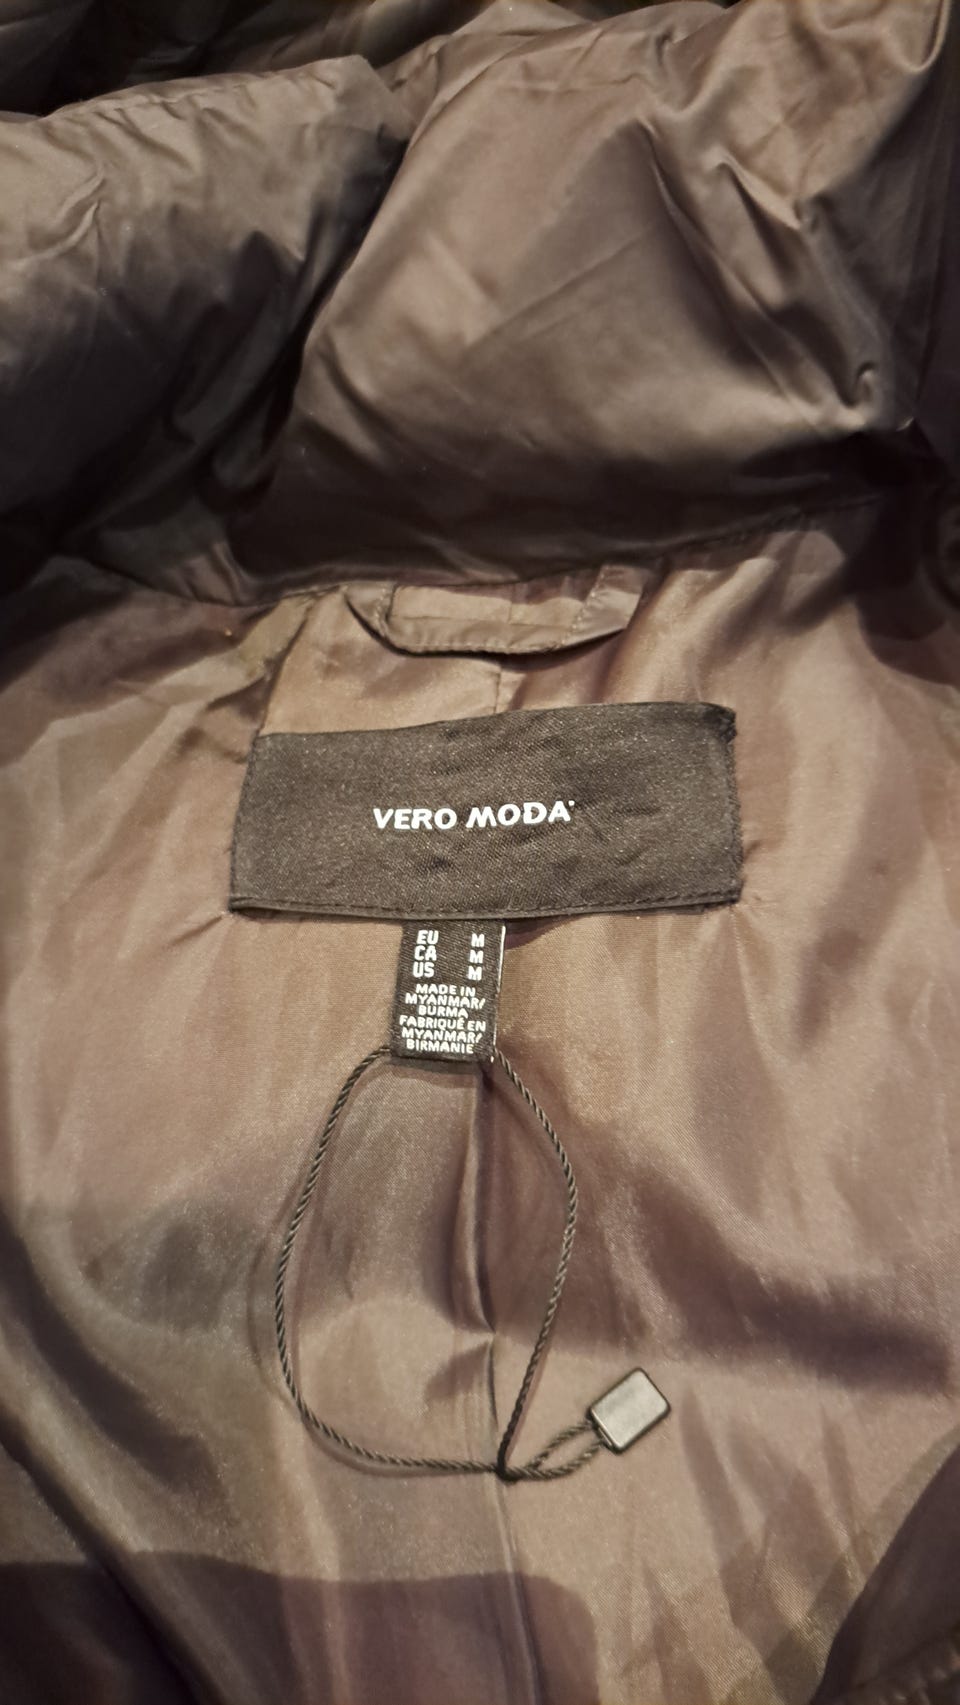 VERO MODA
EU M
CA M
US M
MADE IN
MYANMAR/
BURMA
FABRIQUÉ EN
MYANMAR/
BIRMANIE